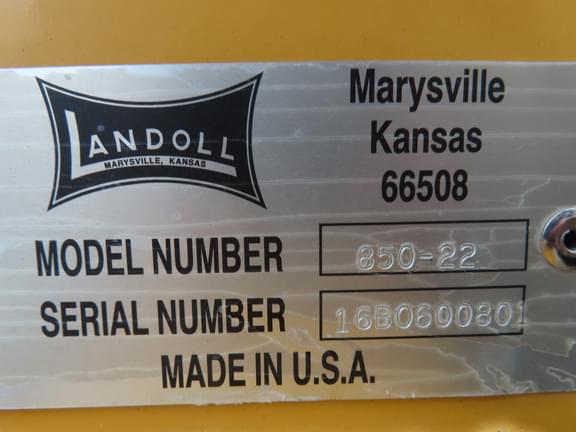 LANDOLL
MARYSVILLE, KANSAS
Marysville
Kansas
66508
MODEL NUMBER 850-22
SERIAL NUMBER 16B0600801
MADE IN U.S.A.